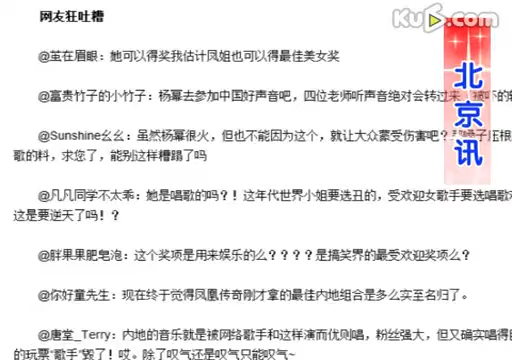 网友狂吐槽
Ku6.com
北京讯
@茧在眉眼：她可以得奖我估计凤姐也可以得最佳美女奖
@富贵竹子的小竹子：杨幂去参加中国好声音吧，四位老师听声音绝对会转过来
@Sunshine幺幺：虽然杨幂很火，但也不能因为这个，就让大众蒙受伤害吧？
歌的料，求您了，能别这样糟蹋了吗
@凡凡同学不太乖：她是唱歌的吗？！这年代世界小姐要选丑的，受欢迎女歌手要选唱歌
这是要逆天了吗！？
@胖果果肥皂泡：这个奖项是用来娱乐的么？？？？是搞笑界的最受欢迎奖项么？
@你好童先生：现在终于觉得凤凰传奇刚才拿的最佳内地组合是多么实至名归了。
@唐堂_Terry：内地的音乐就是被网络歌手和这样演而优则唱，粉丝强大，但又确实唱得
的玩票“歌手”毁了！哎。除了叹气还是叹气只能叹气~